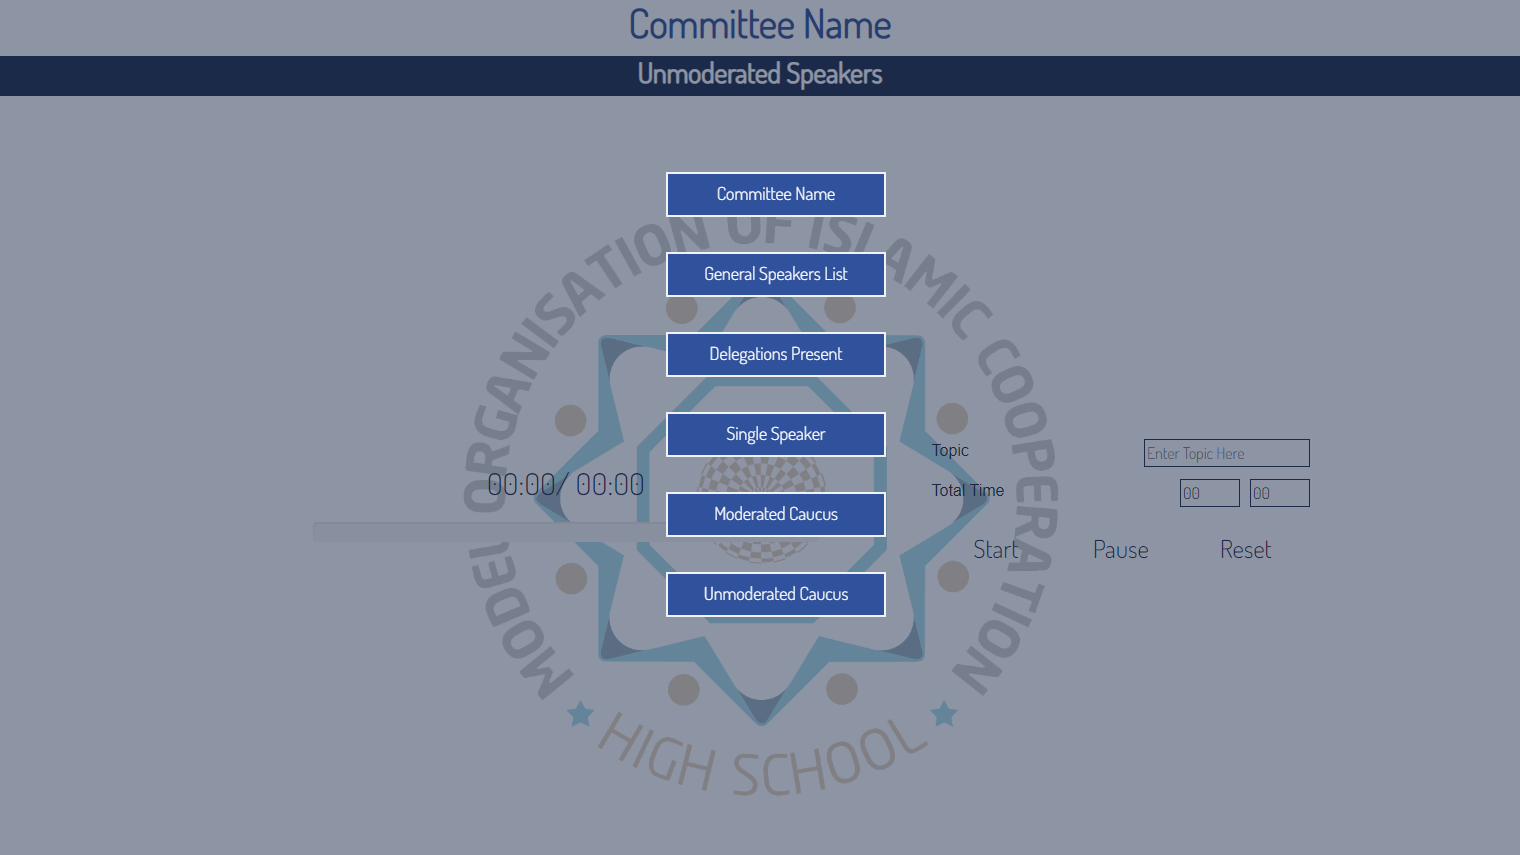 Committee Name
Unmoderated Speakers
Committee Name
General Speakers List
Delegations Present
Single Speaker
Moderated Caucus
Unmoderated Caucus
00:00/ 00:00
Topic
Enter Topic Here
Total Time
00 00
Start Pause Reset
MODEL ORGANISATION OF ISLAMIC COOPERATION
HIGH SCHOOL